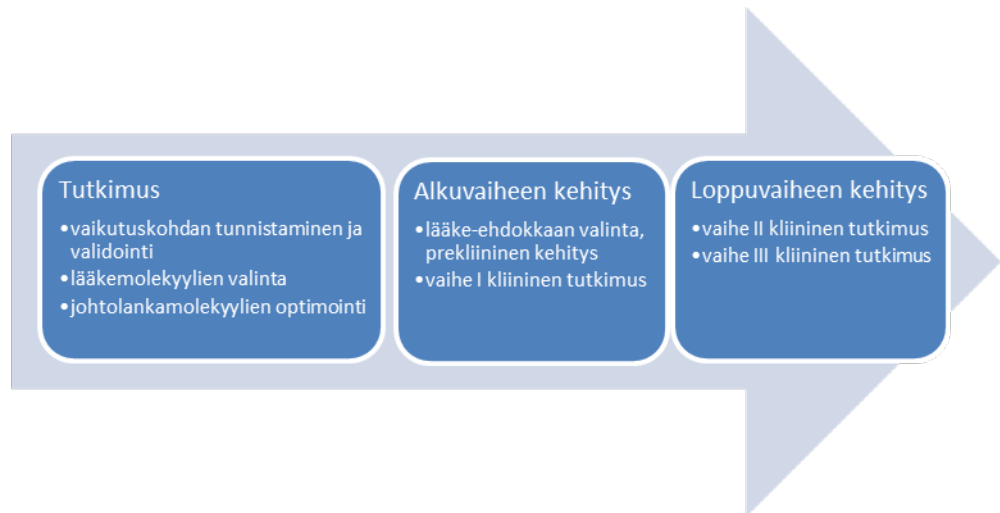 Tutkimus
•vaikutuskohdan tunnistaminen ja
validointi
•lääkemolekyylien valinta
•johtolankamolekyylien optimointi
Alkuvaiheen kehitys
•lääke-ehdokkaan valinta,
prekliininen kehitys
•vaihe I kliininen tutkimus
Loppuvaiheen kehitys
•vaihe II kliininen tutkimus
•vaihe III kliininen tutkimus